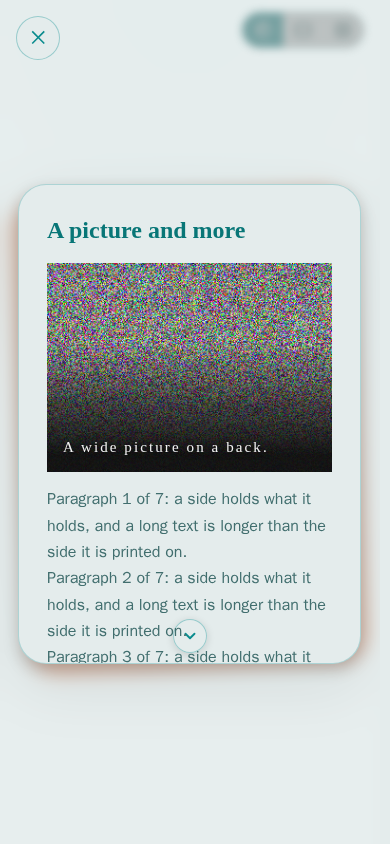 A picture and more
A wide picture on a back.
Paragraph 1 of 7: a side holds what it
holds, and a long text is longer than the
side it is printed on.
Paragraph 2 of 7: a side holds what it
holds, and a long text is longer than the
side it is printed on.
Paragraph 3 of 7: a side holds what it